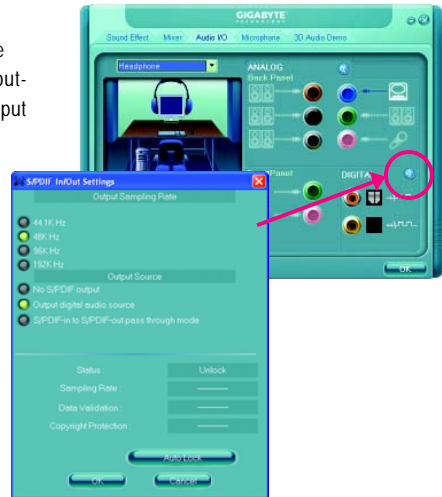 e
out-
put
GIGABYTE
TECHNOLOGY
Sound Effect Mixer Audio I/O Microphone 3D Audio Demo
Headphone
ANALOG
Back Panel
Panel
DIGITA
OK
S/PDIF In/Out Settings
Output Sampling Rate
44.1K Hz
48K Hz
96K Hz
192K Hz
Output Source
No S/PDIF output
Output digital audio source
S/PDIF-in to S/PDIF-out pass through mode
Status : Unlock
Sampling Rate : ———
Data Validation : ———
Copyright Protection : ———
Auto Lock
OK Cancel